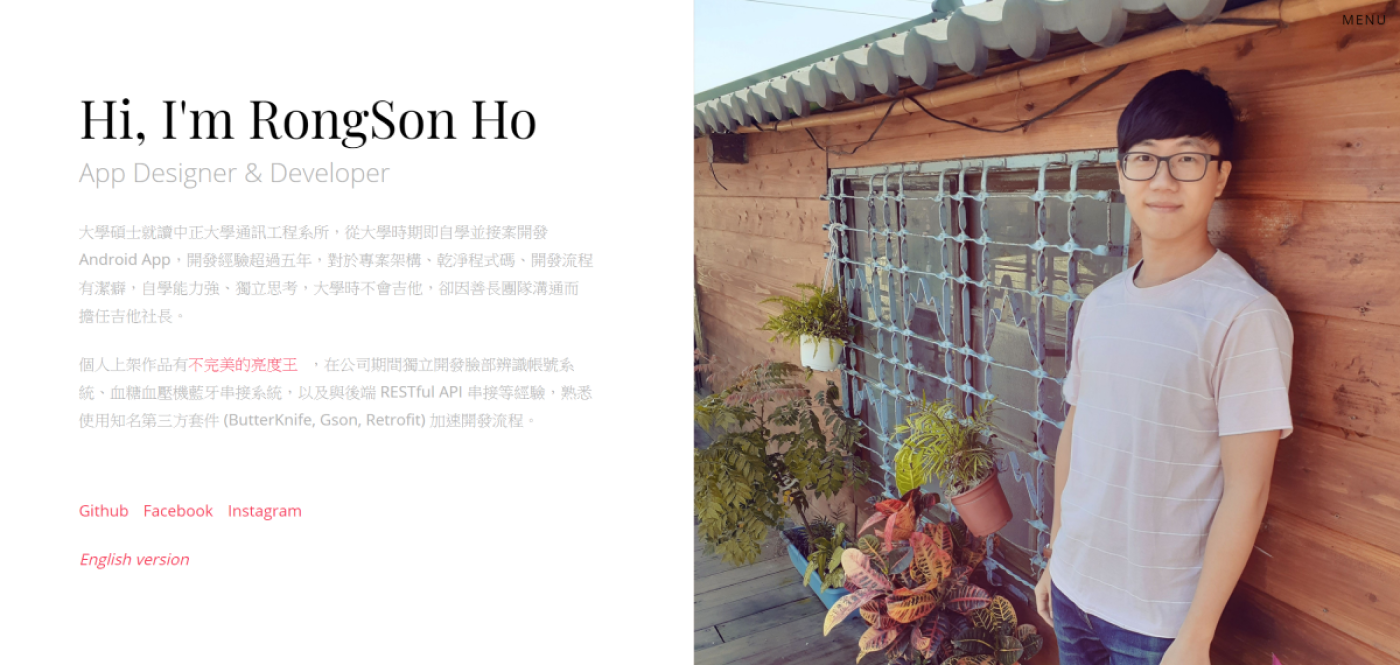 MENU
Hi, I'm RongSon Ho
App Designer & Developer
大學碩士就讀中正大學通訊工程系所，從大學時期即自學並接案開發
Android App，開發經驗超過五年，對於專案架構、乾淨程式碼、開發流程
有潔癖，自學能力強、獨立思考，大學時不會吉他，卻因善長團隊溝通而
擔任吉他社長。
個人上架作品有不完美的亮度王 ，在公司期間獨立開發臉部辨識帳號系
統、血糖血壓機藍牙串接系統，以及與後端 RESTful API 串接等經驗，熟悉
使用知名第三方套件 (ButterKnife, Gson, Retrofit) 加速開發流程。
Github Facebook Instagram
English version